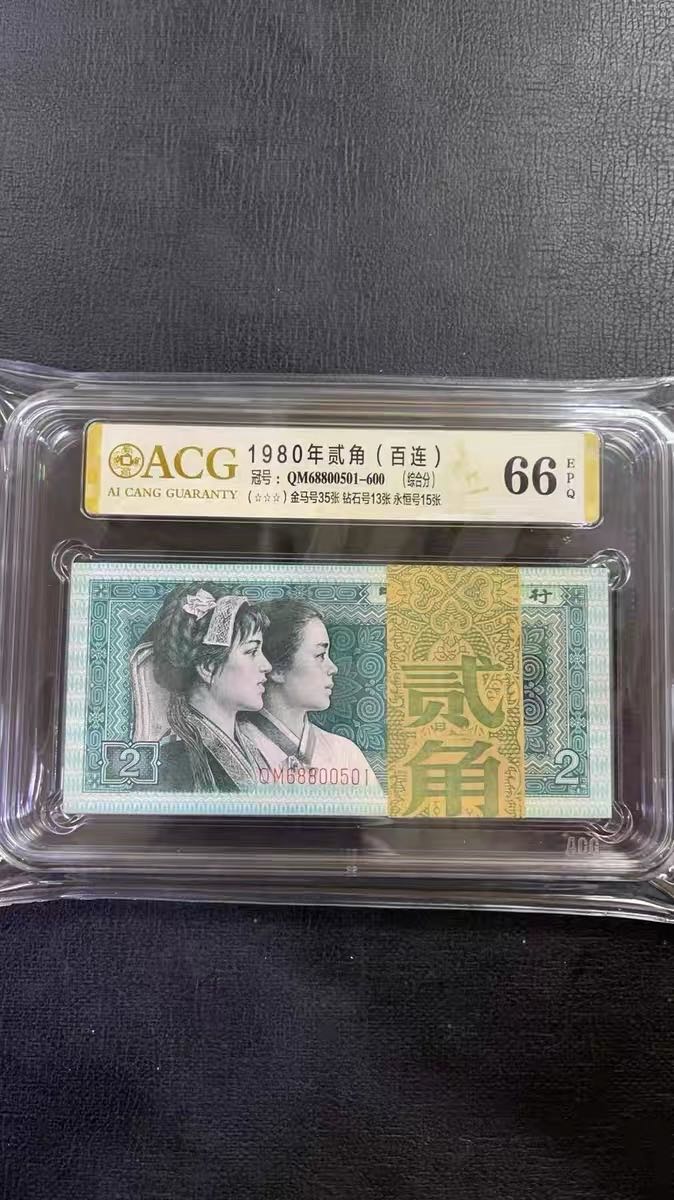 ACG
AI CANG GUARANTY
1980年贰角(百连)
冠号:QM68800501-600 (综合分)
(☆☆☆)金马号35张 钻石号13张 永恒号15张
66
EPQ
行
贰角
2
QM68800501
2
ACG